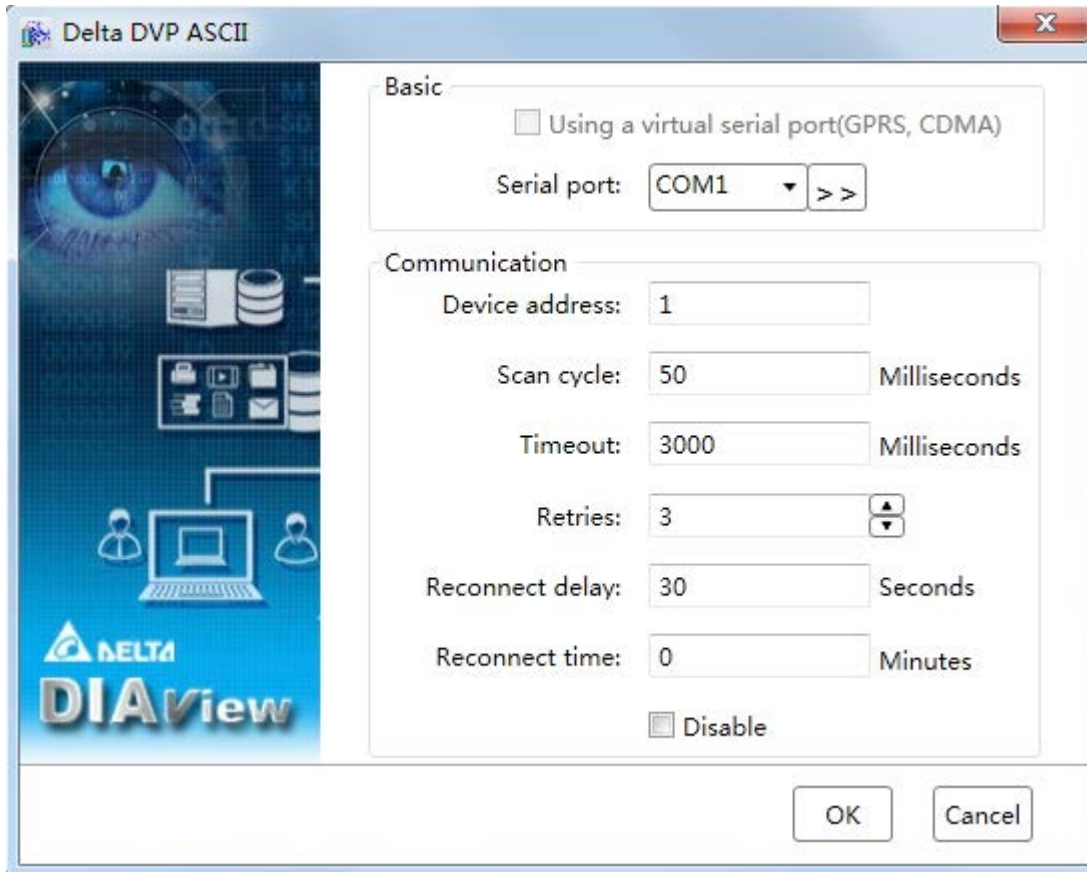 Delta DVP ASCII
Basic
Using a virtual serial port(GPRS, CDMA)
Serial port: COM1 >>
Communication
Device address: 1
Scan cycle: 50 Milliseconds
Timeout: 3000 Milliseconds
Retries: 3
Reconnect delay: 30 Seconds
Reconnect time: 0 Minutes
Disable
DELTA
DIAView
OK Cancel